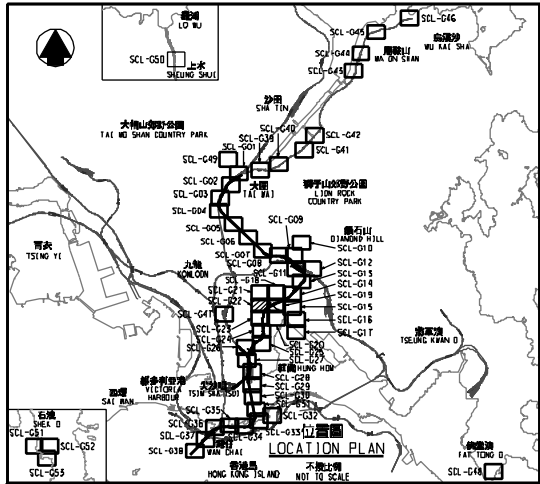 羅湖
LO WU
SCL-G50
上水
SHEUNG SHUI
SCL-G46
SCL-G45
烏溪沙
WU KAI SHA
SCL-G44
馬鞍山
MA ON SHAN
SCL-G43
沙田
SHA TIN
大帽山郊野公園
TAI MO SHAN COUNTRY PARK
SCL-G40
SCL-G39
SCL-G42
SCL-G01
SCL-G41
SCL-G49
SCL-G02
大圍
TAI WAI
獅子山郊野公園
LION ROCK
COUNTRY PARK
SCL-G03
SCL-G04
SCL-G05
SCL-G09
SCL-G06
鑽石山
DIAMOND HILL
SCL-G10
SCL-G07
青衣
TSING YI
SCL-G08
SCL-G11
SCL-G12
九龍
KOWLOON
SCL-G13
SCL-G18
SCL-G14
SCL-G21
SCL-G19
SCL-G22
SCL-G15
SCL-G47
SCL-G16
SCL-G23
SCL-G17
SCL-G24
SCL-G20
SCL-G26
SCL-G25
SCL-G27
將軍澳
TSEUNG KWAN O
紅磡 HUNG HOM
SCL-G28
維多利亞港
VICTORIA
HARBOUR
尖沙咀
TSIM SHA TSUI
SCL-G29
SCL-G30
西環
SAI WAN
SCL-G35
SCL-G32
石澳
SHEK O
SCL-G51
SCL-G52
SCL-G53
SCL-G36
SCL-G37
SCL-G34
SCL-G33
SCL-G38
灣仔
WAN CHAI
位置圖
LOCATION PLAN
香港島
HONG KONG ISLAND
不按比例
NOT TO SCALE
佛堂澳
FAT TONG O
SCL-G48